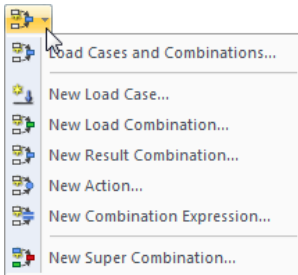 Load Cases and Combinations...
New Load Case...
New Load Combination...
New Result Combination...
New Action...
New Combination Expression...
New Super Combination...